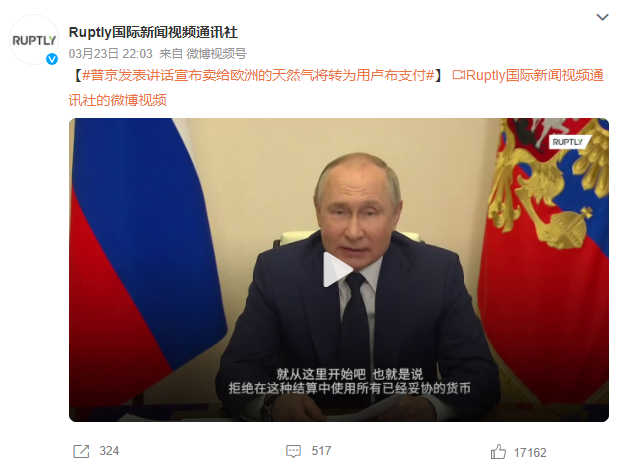 RUPTLY
Ruptly国际新闻视频通讯社
03月23日 22:03 来自 微博视频号
【#普京发表讲话宣布卖给欧洲的天然气将转为用卢布支付#】 Ruptly国际新闻视频通
讯社的微博视频
RUPTLY
就从这里开始吧 也就是说
拒绝在这种结算中使用所有已经妥协的货币
324
517
17162